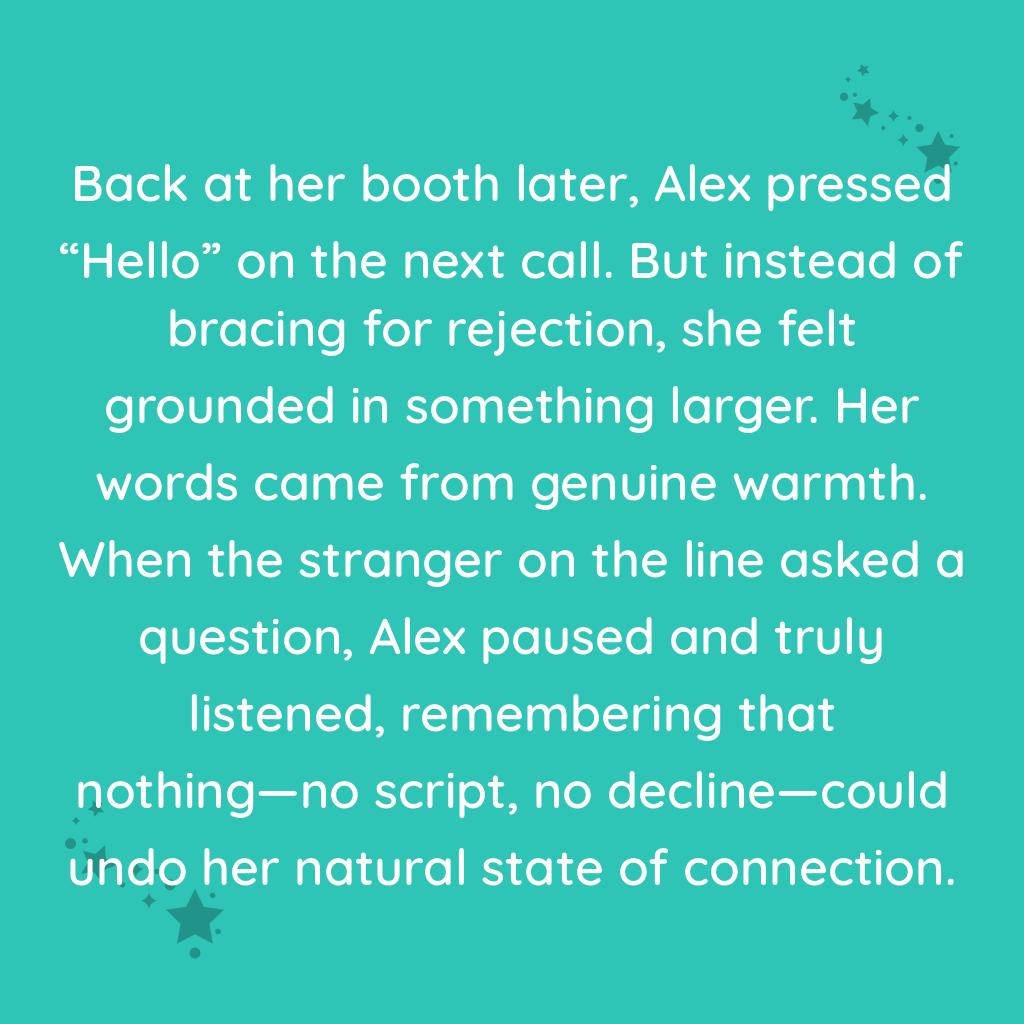 Back at her booth later, Alex pressed
“Hello” on the next call. But instead of
bracing for rejection, she felt
grounded in something larger. Her
words came from genuine warmth.
When the stranger on the line asked a
question, Alex paused and truly
listened, remembering that
nothing—no script, no decline—could
undo her natural state of connection.